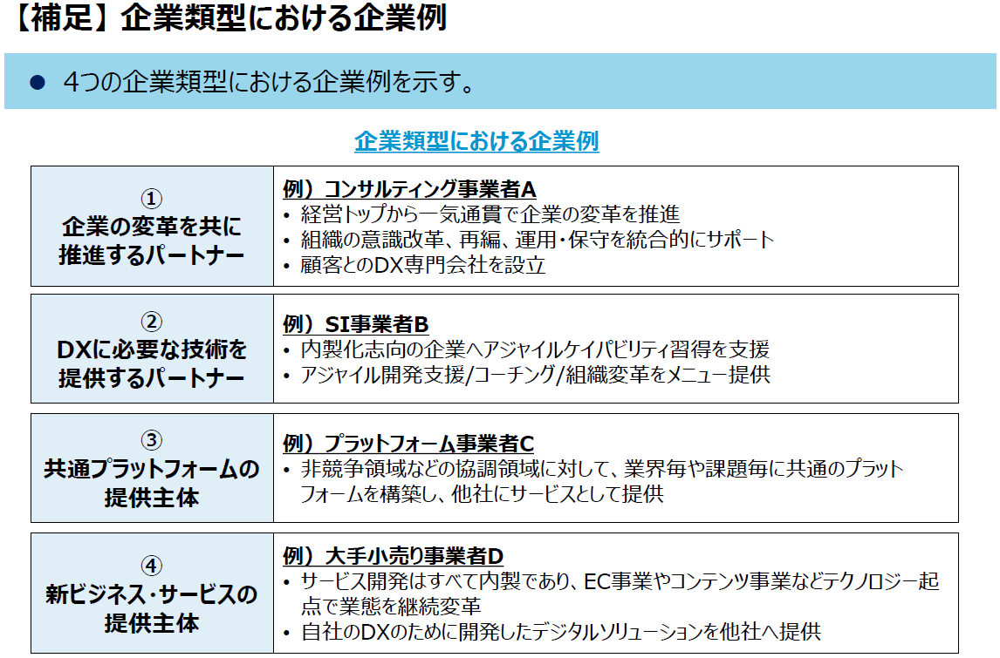 【補足】企業類型における企業例
● 4つの企業類型における企業例を示す。
企業類型における企業例
①
企業の変革を共に
推進するパートナー
例）コンサルティング事業者A
• 経営トップから一気通貫で企業の変革を推進
• 組織の意識改革、再編、運用・保守を統合的にサポート
• 顧客とのDX専門会社を設立
②
DXに必要な技術を
提供するパートナー
例）SI事業者B
• 内製化志向の企業へアジャイルケイパビリティ習得を支援
• アジャイル開発支援/コーチング/組織変革をメニュー提供
③
共通プラットフォームの
提供主体
例）プラットフォーム事業者C
• 非競争領域などの協調領域に対して、業界毎や課題毎に共通のプラット
フォームを構築し、他社にサービスとして提供
④
新ビジネス・サービスの
提供主体
例）大手小売り事業者D
• サービス開発はすべて内製であり、EC事業やコンテンツ事業などテクノロジー起
点で業態を継続変革
• 自社のDXのために開発したデジタルソリューションを他社へ提供